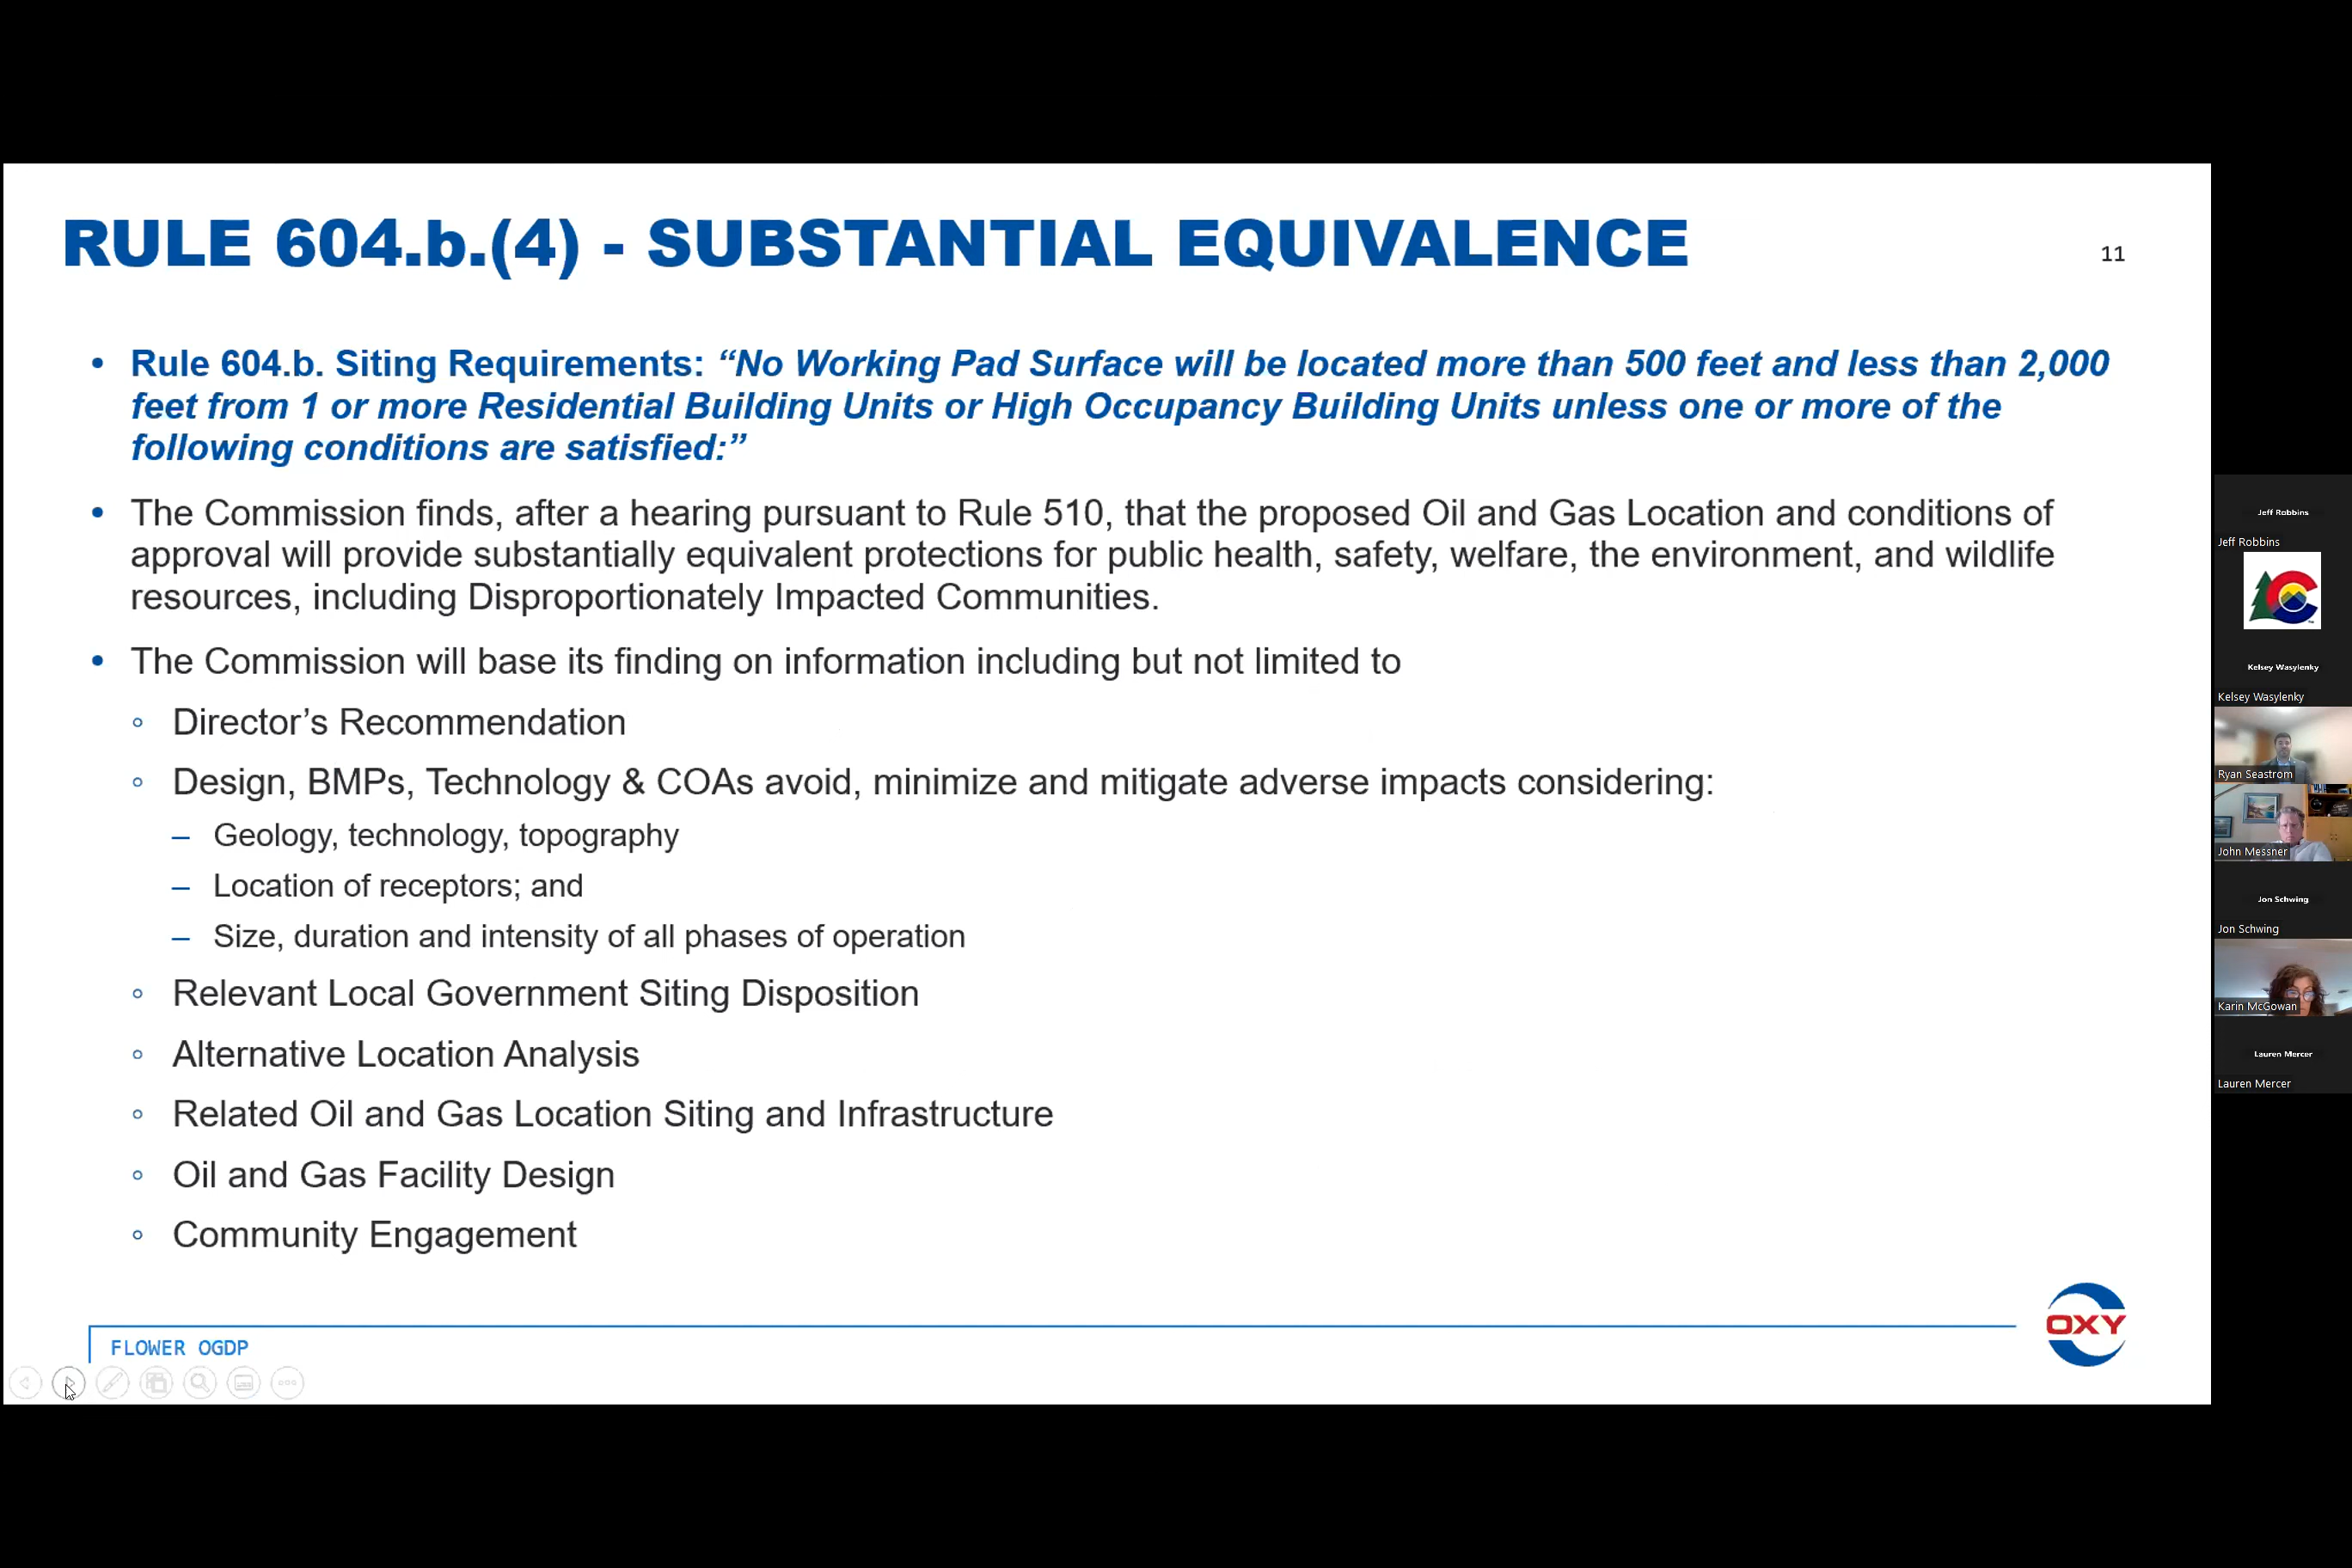 RULE 604.b.(4) - SUBSTANTIAL EQUIVALENCE
11
• Rule 604.b. Siting Requirements: “No Working Pad Surface will be located more than 500 feet and less than 2,000
feet from 1 or more Residential Building Units or High Occupancy Building Units unless one or more of the
following conditions are satisfied:”
• The Commission finds, after a hearing pursuant to Rule 510, that the proposed Oil and Gas Location and conditions of
approval will provide substantially equivalent protections for public health, safety, welfare, the environment, and wildlife
resources, including Disproportionately Impacted Communities.
• The Commission will base its finding on information including but not limited to
◦ Director’s Recommendation
◦ Design, BMPs, Technology & COAs avoid, minimize and mitigate adverse impacts considering:
– Geology, technology, topography
– Location of receptors; and
– Size, duration and intensity of all phases of operation
◦ Relevant Local Government Siting Disposition
◦ Alternative Location Analysis
◦ Related Oil and Gas Location Siting and Infrastructure
◦ Oil and Gas Facility Design
◦ Community Engagement
FLOWER OGDP
OXY
Jeff Robbins
Jeff Robbins
Kelsey Wasylenky
Kelsey Wasylenky
Ryan Seastrom
John Messner
Jon Schwing
Jon Schwing
Karin McGowan
Lauren Mercer
Lauren Mercer